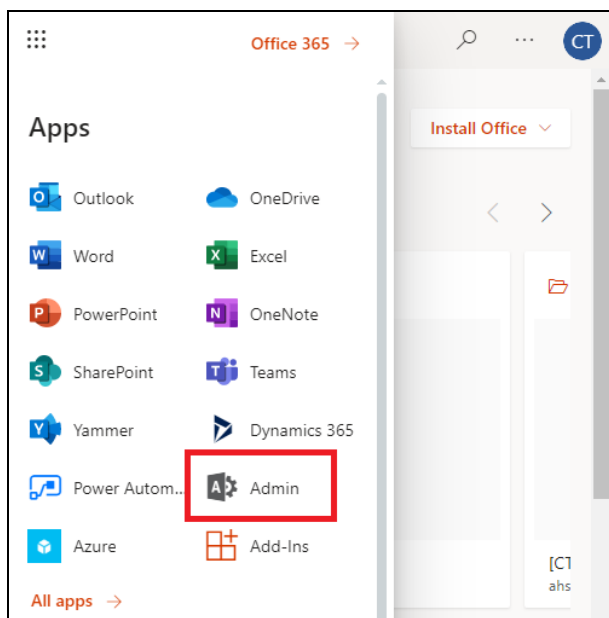 Office 365 →
CT
Apps
Install Office
Outlook
OneDrive
Word
Excel
PowerPoint
OneNote
SharePoint
Teams
Yammer
Dynamics 365
Power Autom...
Admin
Azure
Add-Ins
[CT
ahs
All apps →